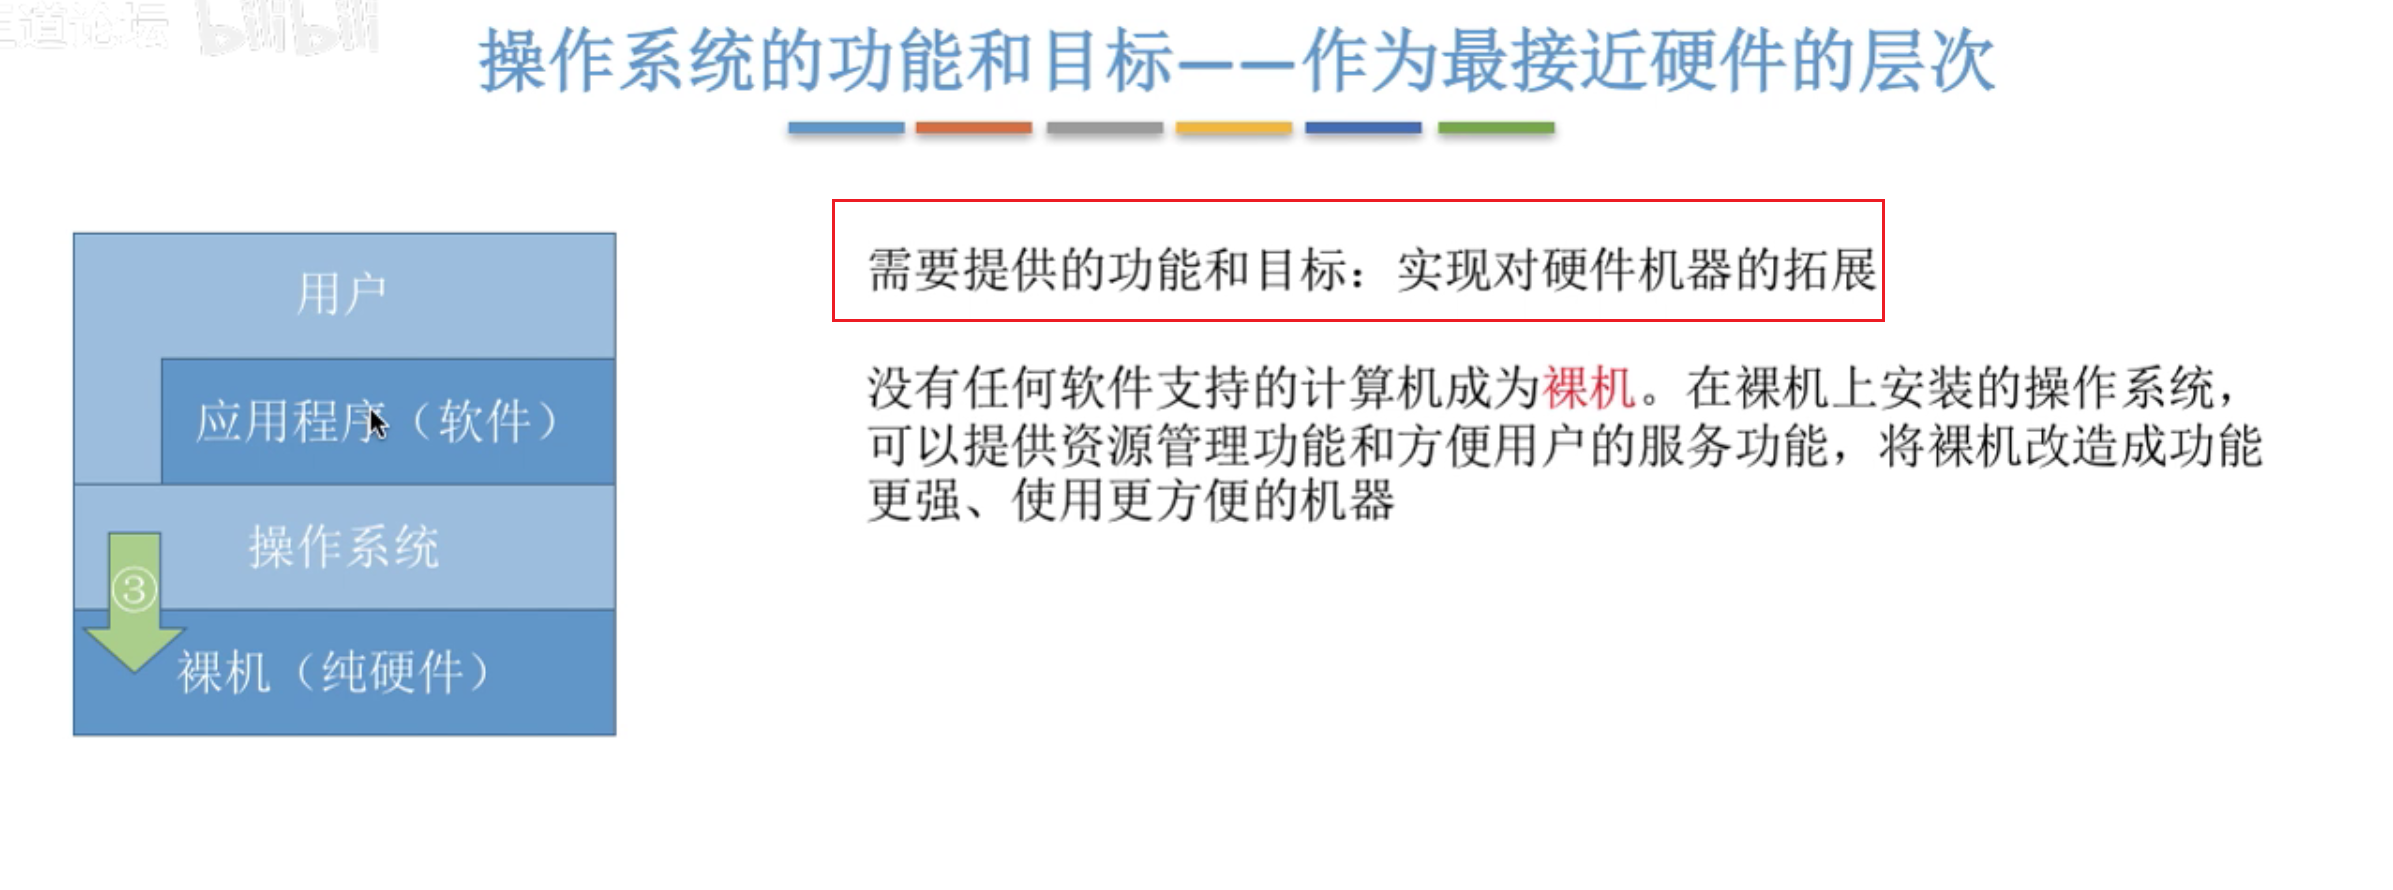 王道论坛 bilibili
操作系统的功能和目标——作为最接近硬件的层次
用户
应用程序（软件）
操作系统
③
裸机（纯硬件）
需要提供的功能和目标：实现对硬件机器的拓展
没有任何软件支持的计算机成为裸机。在裸机上安装的操作系统，
可以提供资源管理功能和方便用户的服务功能，将裸机改造成功能
更强、使用更方便的机器